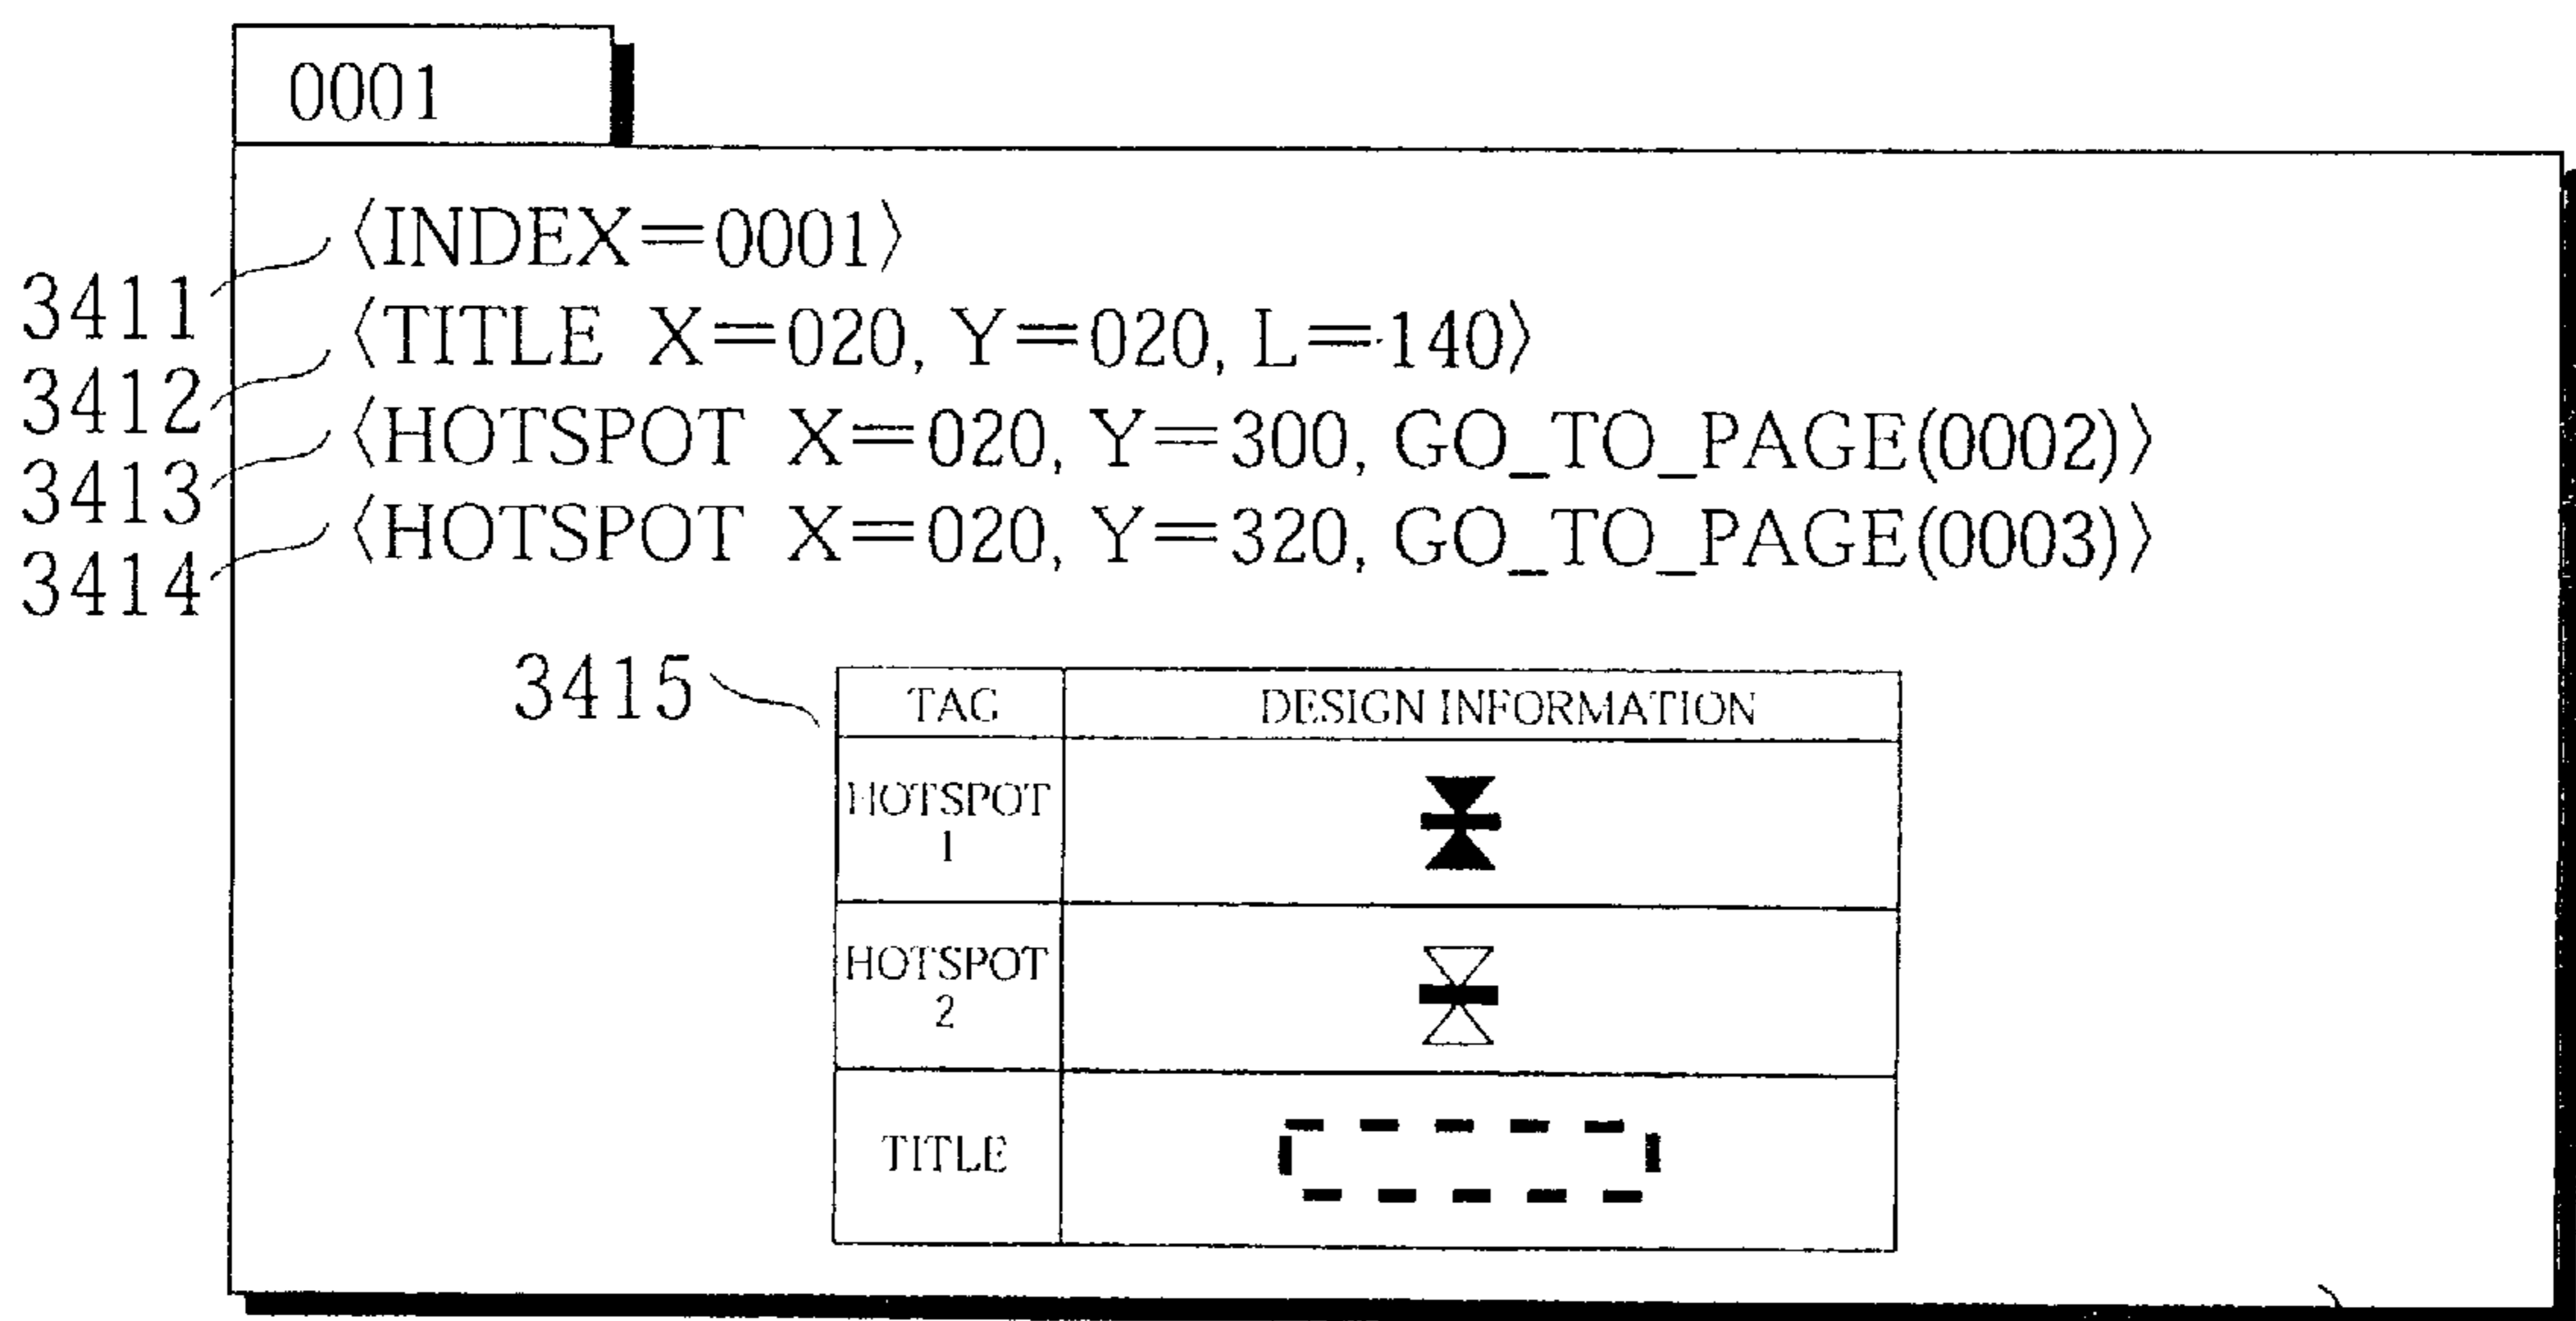 0001
3411 〈INDEX=0001〉
3412 〈TITLE X=020, Y=020, L=140〉
3413 〈HOTSPOT X=020, Y=300, GO_TO_PAGE(0002)〉
3414 〈HOTSPOT X=020, Y=320, GO_TO_PAGE(0003)〉
3415
TAG DESIGN INFORMATION
HOTSPOT
1
HOTSPOT
2
TITLE